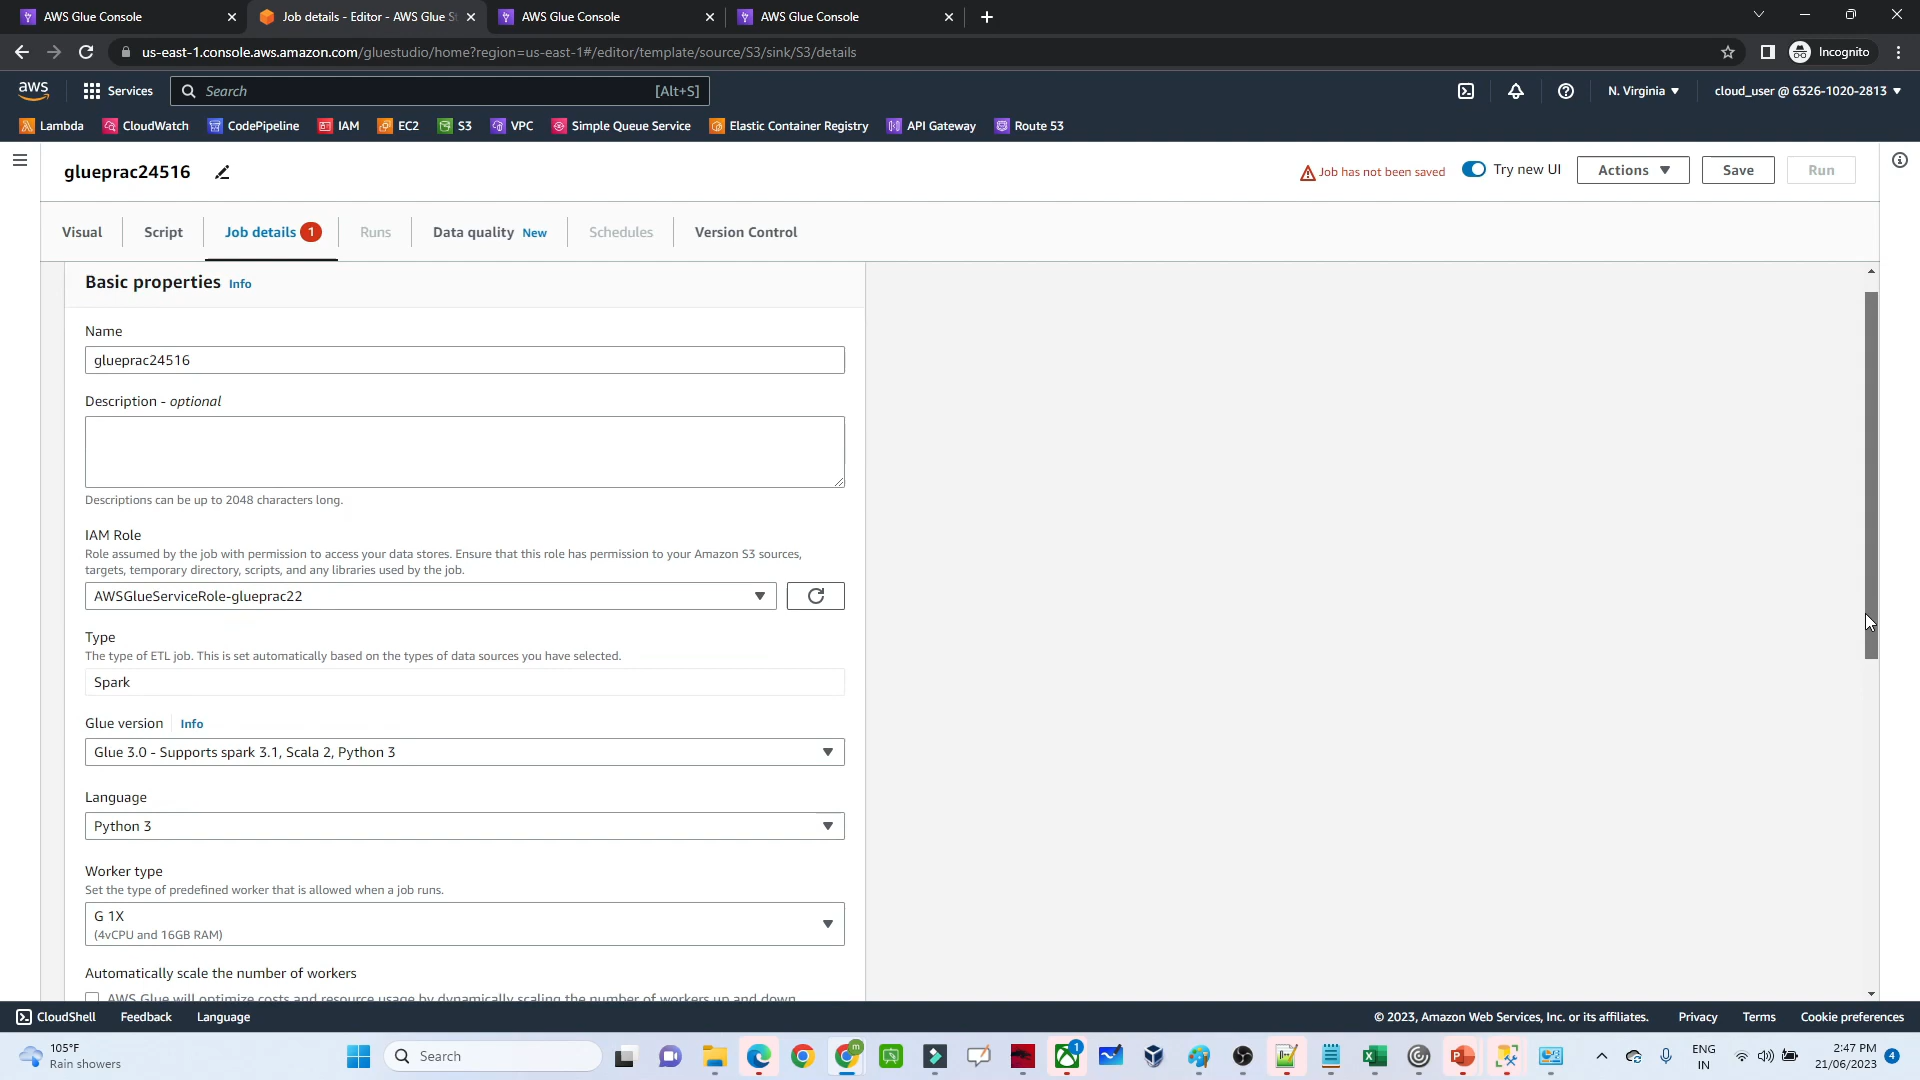 AWS Glue Console
Job details - Editor - AWS Glue S
AWS Glue Console
AWS Glue Console
us-east-1.console.aws.amazon.com/gluestudio/home?region=us-east-1#/editor/template/source/S3/sink/S3/details
Incognito
aws
Services
Search
[Alt+S]
N. Virginia
cloud_user @ 6326-1020-2813
Lambda
CloudWatch
CodePipeline
IAM
EC2
S3
VPC
Simple Queue Service
Elastic Container Registry
API Gateway
Route 53
glueprac24516
Job has not been saved
Try new UI
Actions
Save
Run
Visual
Script
Job details 1
Runs
Data quality New
Schedules
Version Control
Basic properties Info
Name
glueprac24516
Description - optional
Descriptions can be up to 2048 characters long.
IAM Role
Role assumed by the job with permission to access your data stores. Ensure that this role has permission to your Amazon S3 sources,
targets, temporary directory, scripts, and any libraries used by the job.
AWSGlueServiceRole-glueprac22
Type
The type of ETL job. This is set automatically based on the types of data sources you have selected.
Spark
Glue version Info
Glue 3.0 - Supports spark 3.1, Scala 2, Python 3
Language
Python 3
Worker type
Set the type of predefined worker that is allowed when a job runs.
G 1X
(4vCPU and 16GB RAM)
Automatically scale the number of workers
AWS Glue will optimize costs and resource usage by dynamically scaling the number of workers up and down
CloudShell
Feedback
Language
© 2023, Amazon Web Services, Inc. or its affiliates.
Privacy
Terms
Cookie preferences
105°F
Rain showers
Search
m
1
ENG
IN
2:47 PM
21/06/2023
4